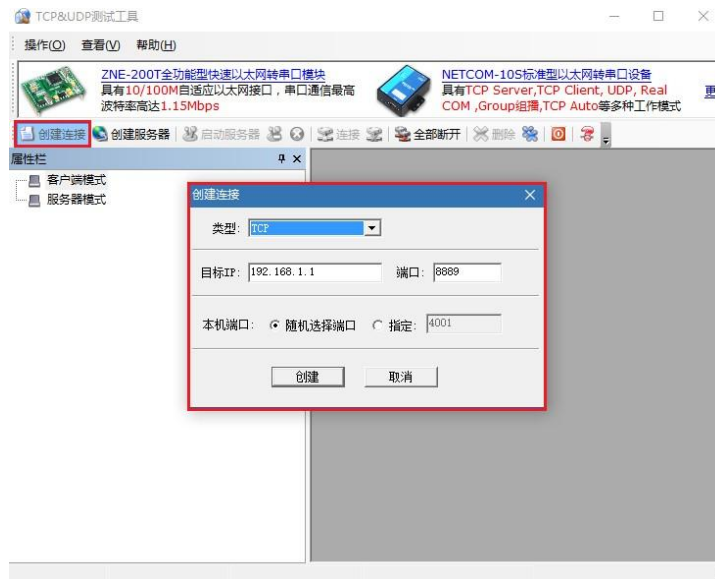 TCP&UDP测试工具
操作(O) 查看(V) 帮助(H)
ZNE-200T全功能型快速以太网转串口模块
具有10/100M自适应以太网接口，串口通信最高
波特率高达1.15Mbps
NETCOM-10S标准型以太网转串口设备
具有TCP Server,TCP Client, UDP, Real
COM ,Group组播,TCP Auto等多种工作模式
创建连接 创建服务器 启动服务器 连接 全部断开 删除
属性栏
客户端模式
服务器模式
创建连接
类型: TCP
目标IP: 192.168.1.1 端口: 8889
本机端口: 随机选择端口 指定: 4001
创建 取消